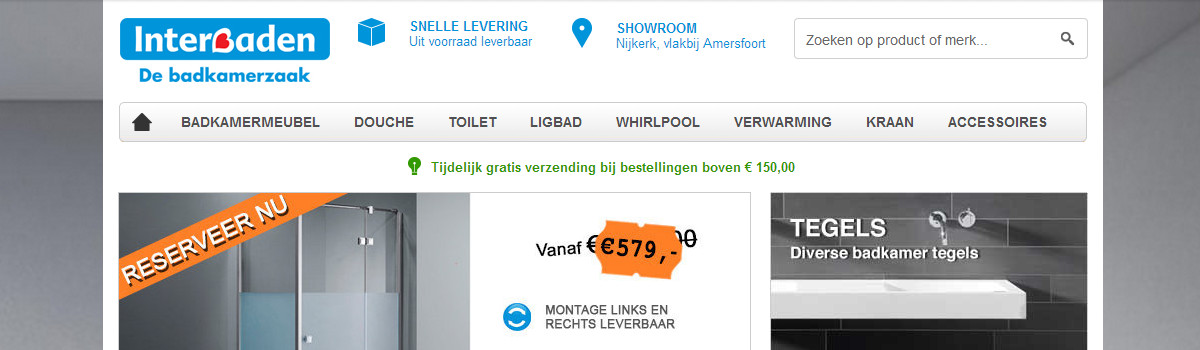 InterBaden
De badkamerzaak
SNELLE LEVERING
Uit voorraad leverbaar
SHOWROOM
Nijkerk, vlakbij Amersfoort
Zoeken op product of merk...
BADKAMERMEUBEL DOUCHE TOILET LIGBAD WHIRLPOOL VERWARMING KRAAN ACCESSOIRES
Tijdelijk gratis verzending bij bestellingen boven € 150,00
RESERVEER NU
Vanaf €579,-
MONTAGE LINKS EN
RECHTS LEVERBAAR
TEGELS
Diverse badkamer tegels